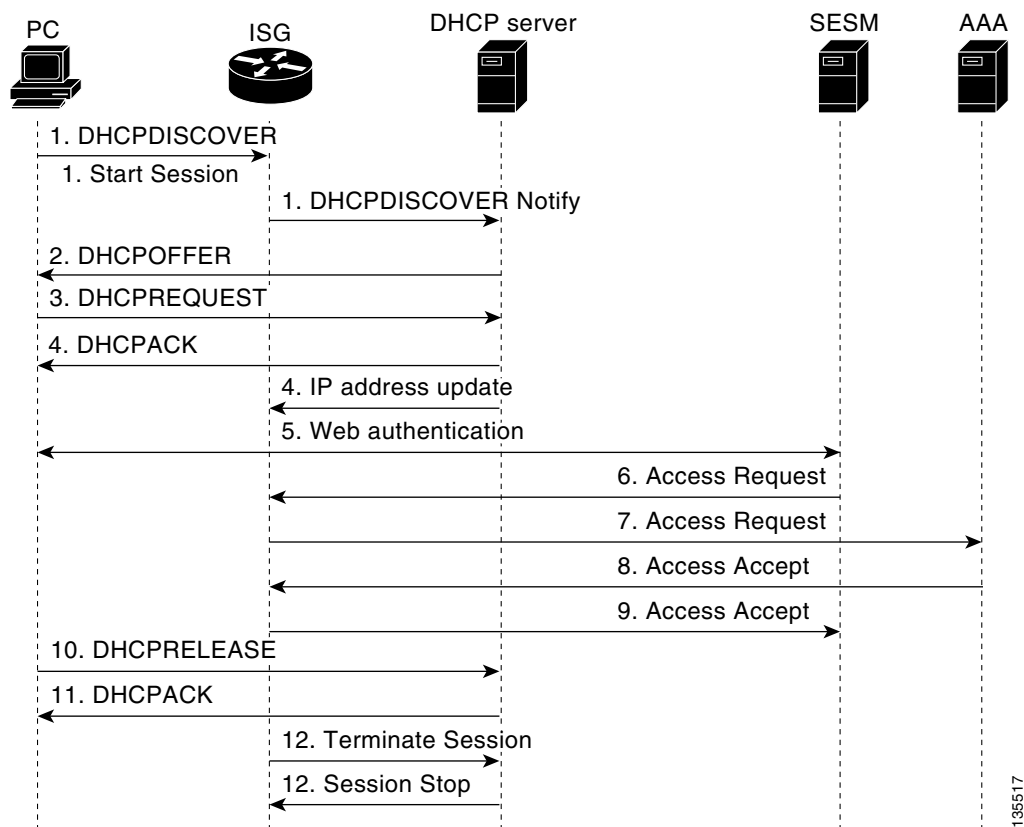 PC
ISG
DHCP server
SESM
AAA
1. DHCPDISCOVER
1. Start Session
1. DHCPDISCOVER Notify
2. DHCPOFFER
3. DHCPREQUEST
4. DHCPACK
4. IP address update
5. Web authentication
6. Access Request
7. Access Request
8. Access Accept
9. Access Accept
10. DHCPRELEASE
11. DHCPACK
12. Terminate Session
12. Session Stop
135517